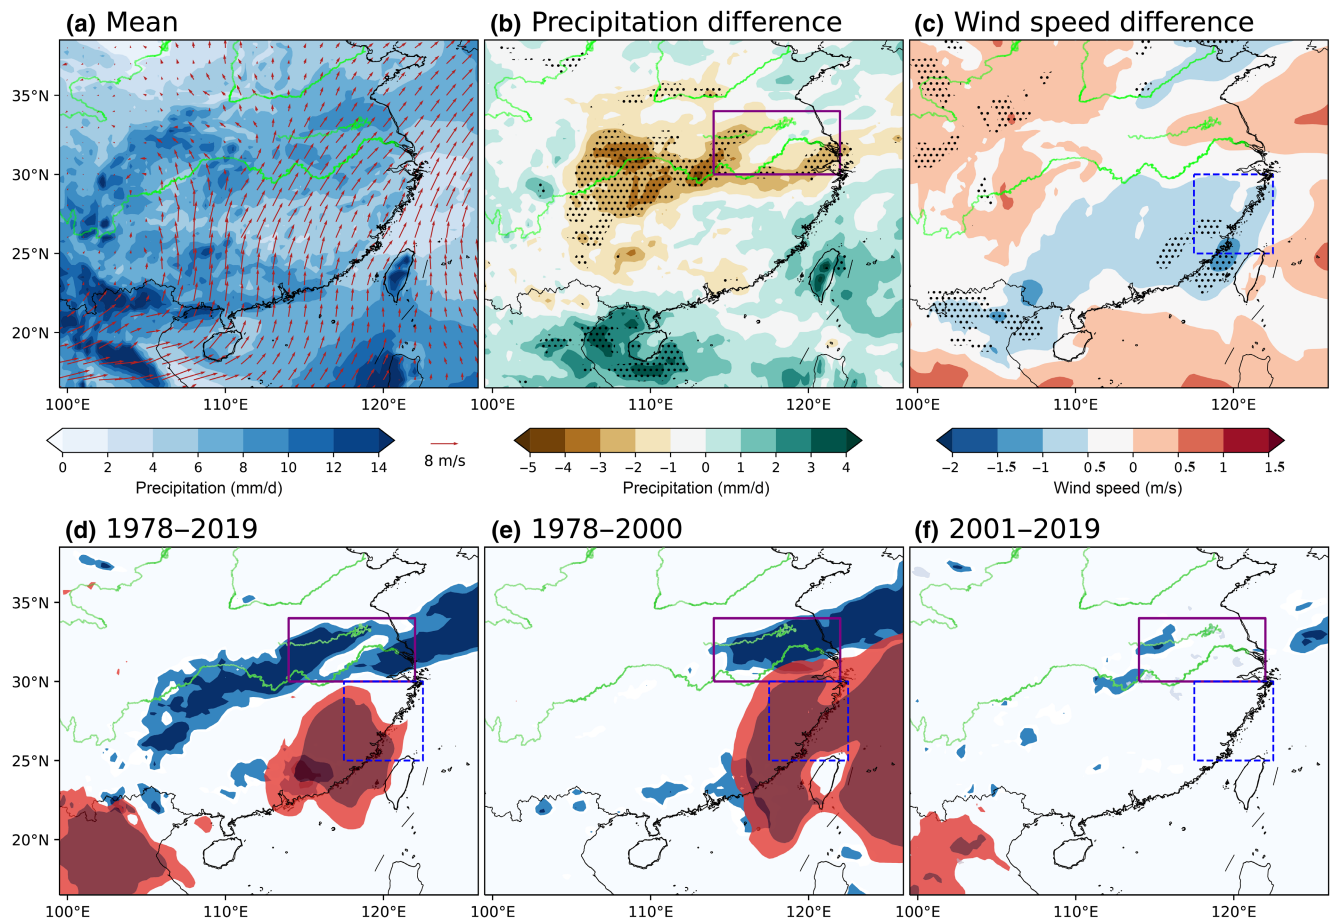 (a) Mean
(b) Precipitation difference
(c) Wind speed difference
35°N
30°N
25°N
20°N
100°E 110°E 120°E
100°E 110°E 120°E
100°E 110°E 120°E
0 2 4 6 8 10 12 14
Precipitation (mm/d)
8 m/s
−5 −4 −3 −2 −1 0 1 2 3 4
Precipitation (mm/d)
−2 −1.5 −1 0.5 0 0.5 1 1.5
Wind speed (m/s)
(d) 1978–2019
(e) 1978–2000
(f) 2001–2019
35°N
30°N
25°N
20°N
100°E 110°E 120°E
100°E 110°E 120°E
100°E 110°E 120°E